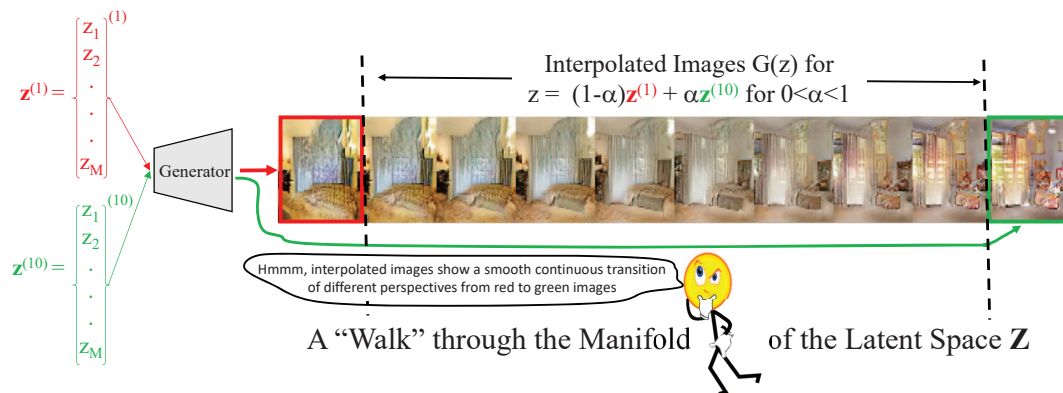 z(1) =
z1
z2
.
.
.
zM
(1)
Generator
z(10) =
z1
z2
.
.
.
zM
(10)
Interpolated Images G(z) for
z = (1-α)z(1) + αz(10) for 0<α<1
Hmmm, interpolated images show a smooth continuous transition
of different perspectives from red to green images
A “Walk” through the Manifold of the Latent Space Z